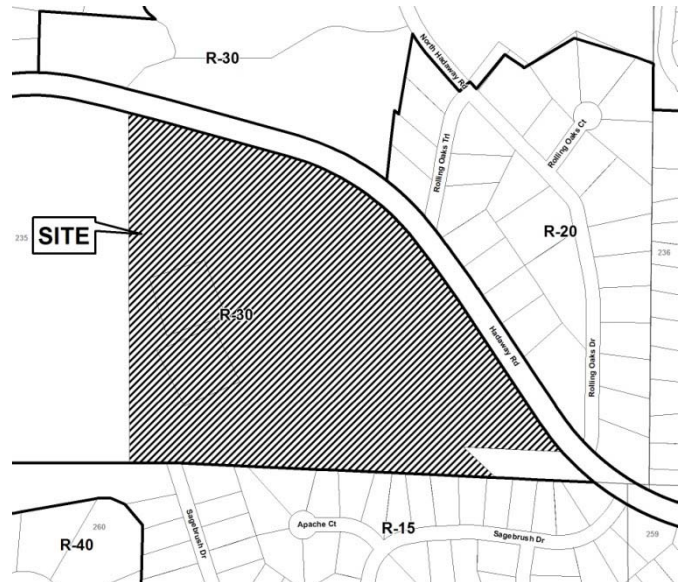 R-30
North Hadaway Rd
Rolling Oaks Trl
Rolling Oaks Ct
R-20
235
SITE
236
R-30
Hadaway Rd
Rolling Oaks Dr
Sagebrush Dr
Apache Ct
R-15
Sagebrush Dr
260
R-40
259